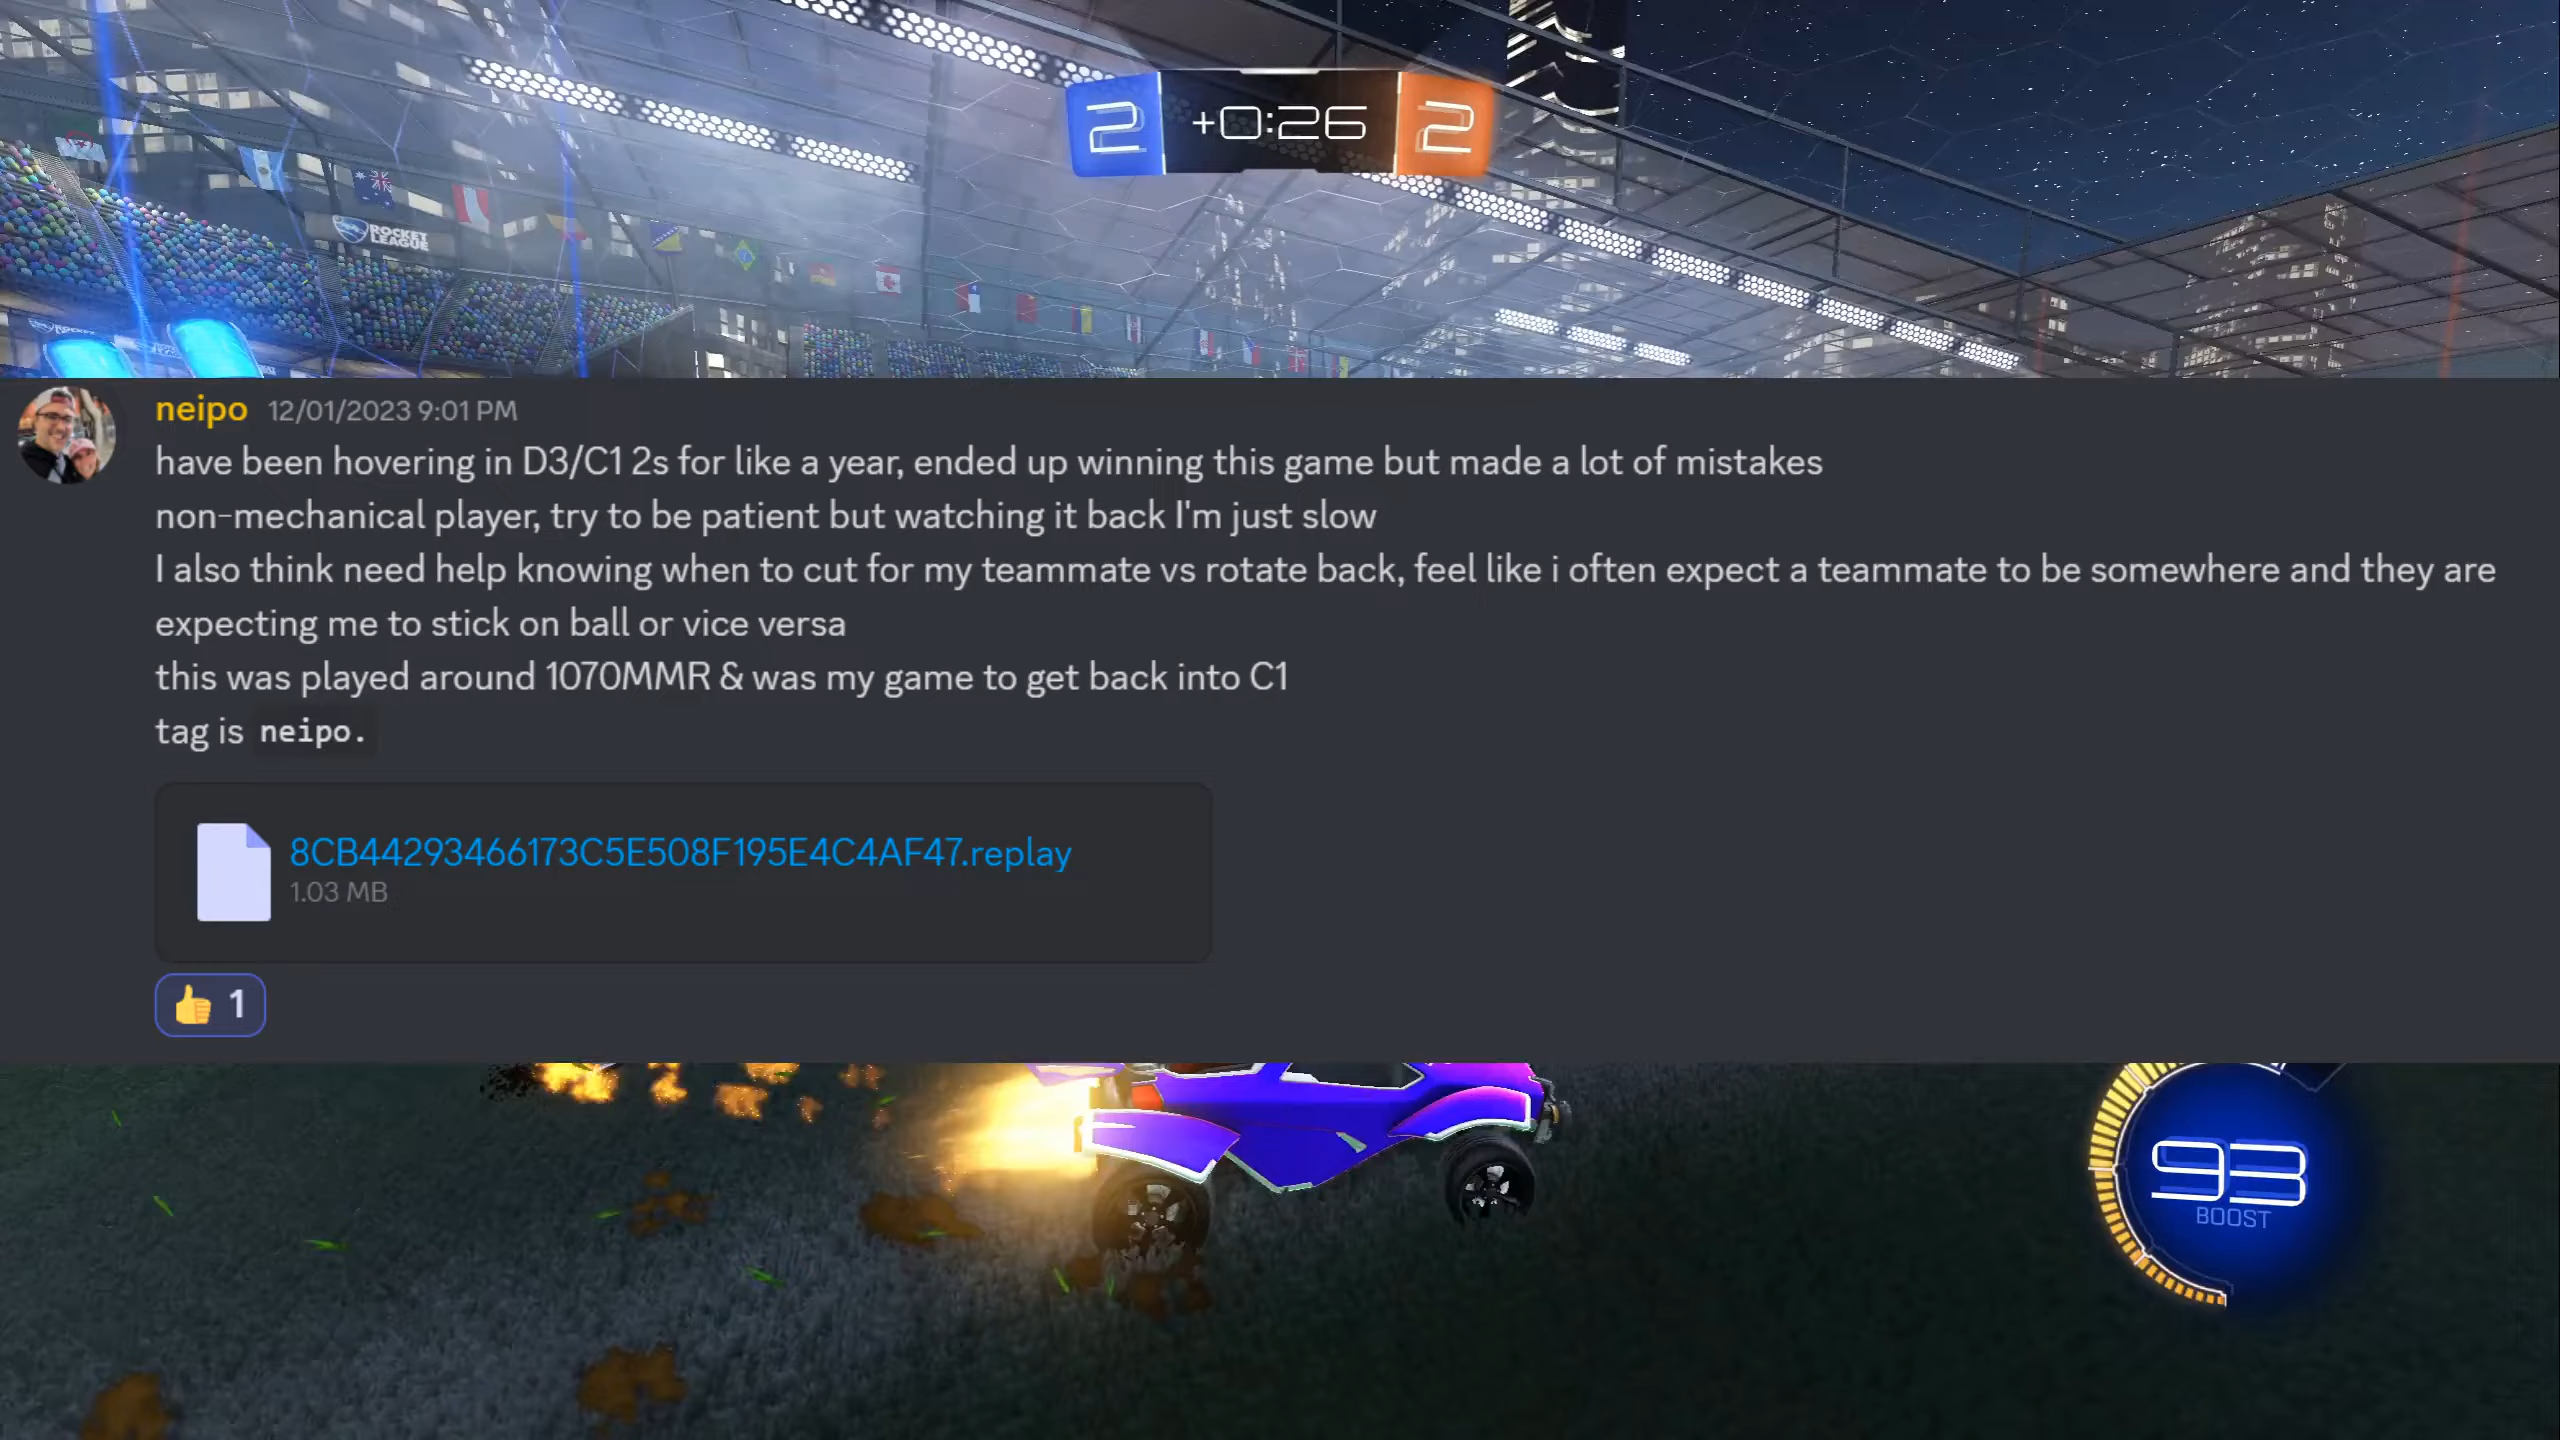 2 +0:26 2
ROCKET
LEAGUE
neipo 12/01/2023 9:01 PM
have been hovering in D3/C1 2s for like a year, ended up winning this game but made a lot of mistakes
non-mechanical player, try to be patient but watching it back I'm just slow
I also think need help knowing when to cut for my teammate vs rotate back, feel like i often expect a teammate to be somewhere and they are
expecting me to stick on ball or vice versa
this was played around 1070MMR & was my game to get back into C1
tag is neipo.
8CB44293466173C5E508F195E4C4AF47.replay
1.03 MB
👍 1
93
BOOST